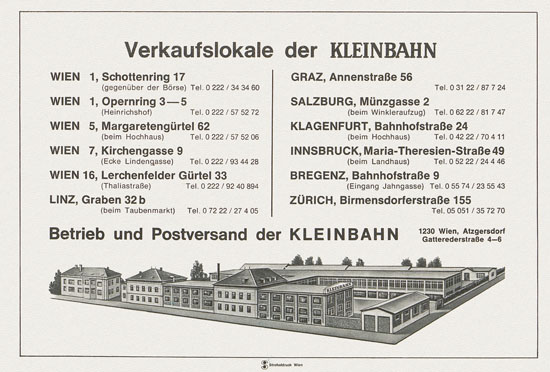 Verkaufslokale der KLEINBAHN
WIEN 1, Schottenring 17
(gegenüber der Börse) Tel. 0 222 / 34 34 60
WIEN 1, Opernring 3—5
(Heinrichshof) Tel. 0 222 / 57 52 72
WIEN 5, Margaretengürtel 62
(beim Hochhaus) Tel. 0 222 / 57 52 06
WIEN 7, Kirchengasse 9
(Ecke Lindengasse) Tel. 0 222 / 93 44 28
WIEN 16, Lerchenfelder Gürtel 33
(Thaliastraße) Tel. 0 222 / 92 40 894
LINZ, Graben 32 b
(beim Taubenmarkt) Tel. 0 72 22 / 27 4 05
GRAZ, Annenstraße 56
Tel. 0 31 22 / 87 7 24
SALZBURG, Münzgasse 2
(beim Winkleraufzug) Tel. 0 62 22 / 81 7 47
KLAGENFURT, Bahnhofstraße 24
(beim Hochhaus) Tel. 0 42 22 / 70 4 11
INNSBRUCK, Maria-Theresien-Straße 49
(beim Landhaus) Tel. 0 52 22 / 24 4 46
BREGENZ, Bahnhofstraße 9
(Eingang Jahngasse) Tel. 0 55 74 / 23 55 43
ZÜRICH, Birmensdorferstraße 155
Tel. 05 051 / 35 72 70
Betrieb und Postversand der KLEINBAHN
1230 Wien, Atzgersdorf
Gatterederstraße 4—6
KLEINBAHN
Steffeldruck Wien